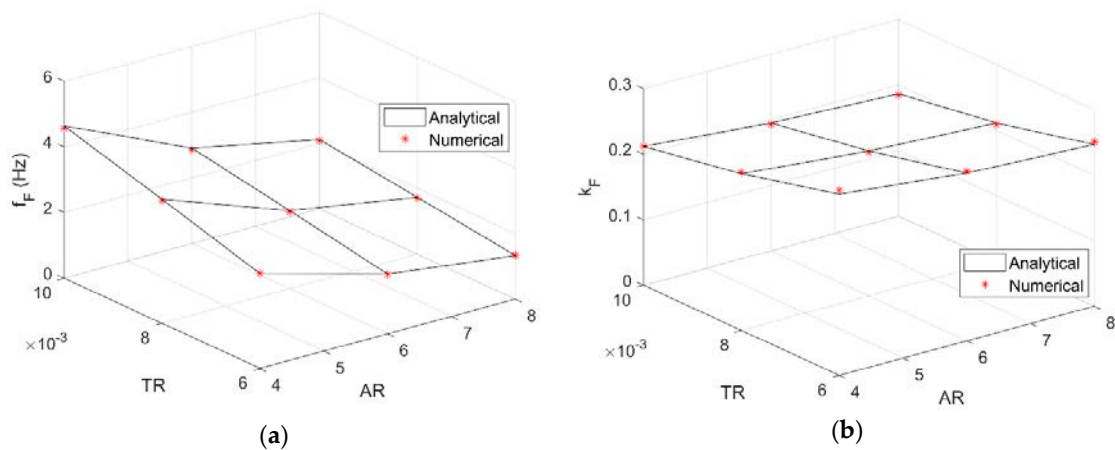 6
4
2
0
f_F (Hz)
10
8
6
×10⁻³
TR
4
5
6
7
8
AR
Analytical
Numerical
(a)
0.3
0.2
0.1
0
k_F
10
8
6
×10⁻³
TR
4
5
6
7
8
AR
Analytical
Numerical
(b)